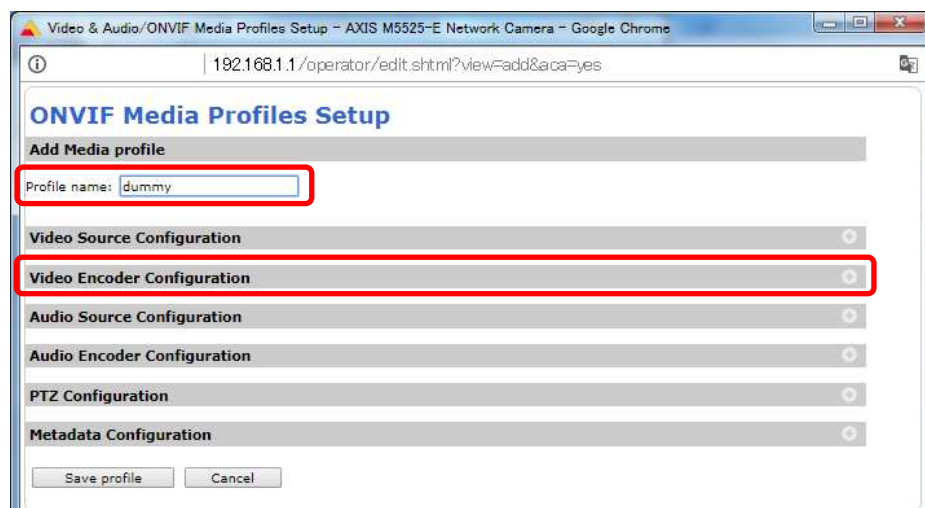 Video & Audio/ONVIF Media Profiles Setup - AXIS M5525-E Network Camera - Google Chrome
192.168.1.1/operator/edit.shtml?view=add&aca=yes
ONVIF Media Profiles Setup
Add Media profile
Profile name: dummy
Video Source Configuration
Video Encoder Configuration
Audio Source Configuration
Audio Encoder Configuration
PTZ Configuration
Metadata Configuration
Save profile Cancel